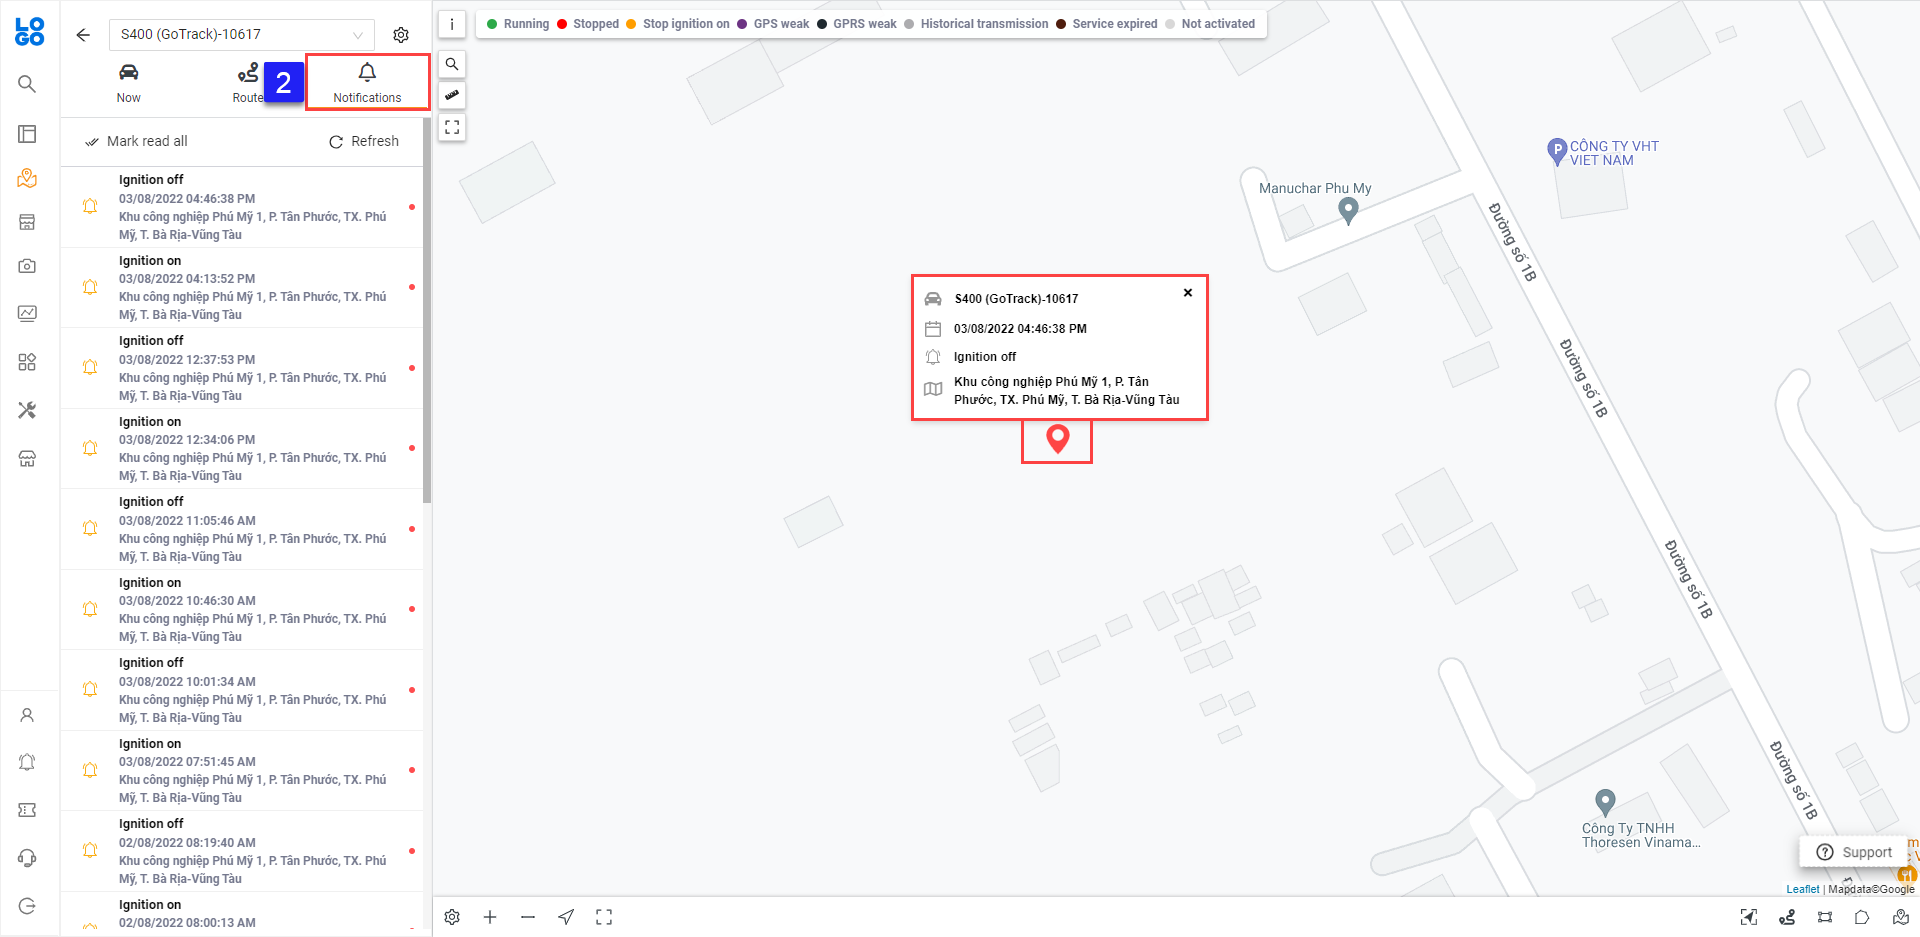 LO
GO
S400 (GoTrack)-10617
Now
Route
2
Notifications
Mark read all
Refresh
Ignition off
03/08/2022 04:46:38 PM
Khu công nghiệp Phú Mỹ 1, P. Tân Phước, TX. Phú
Mỹ, T. Bà Rịa-Vũng Tàu
Ignition on
03/08/2022 04:13:52 PM
Khu công nghiệp Phú Mỹ 1, P. Tân Phước, TX. Phú
Mỹ, T. Bà Rịa-Vũng Tàu
Ignition off
03/08/2022 12:37:53 PM
Khu công nghiệp Phú Mỹ 1, P. Tân Phước, TX. Phú
Mỹ, T. Bà Rịa-Vũng Tàu
Ignition on
03/08/2022 12:34:06 PM
Khu công nghiệp Phú Mỹ 1, P. Tân Phước, TX. Phú
Mỹ, T. Bà Rịa-Vũng Tàu
Ignition off
03/08/2022 11:05:46 AM
Khu công nghiệp Phú Mỹ 1, P. Tân Phước, TX. Phú
Mỹ, T. Bà Rịa-Vũng Tàu
Ignition on
03/08/2022 10:46:30 AM
Khu công nghiệp Phú Mỹ 1, P. Tân Phước, TX. Phú
Mỹ, T. Bà Rịa-Vũng Tàu
Ignition off
03/08/2022 10:01:34 AM
Khu công nghiệp Phú Mỹ 1, P. Tân Phước, TX. Phú
Mỹ, T. Bà Rịa-Vũng Tàu
Ignition on
03/08/2022 07:51:45 AM
Khu công nghiệp Phú Mỹ 1, P. Tân Phước, TX. Phú
Mỹ, T. Bà Rịa-Vũng Tàu
Ignition off
02/08/2022 08:19:40 AM
Khu công nghiệp Phú Mỹ 1, P. Tân Phước, TX. Phú
Mỹ, T. Bà Rịa-Vũng Tàu
Ignition on
02/08/2022 08:00:13 AM
i
Running Stopped Stop ignition on GPS weak GPRS weak Historical transmission Service expired Not activated
P CÔNG TY VHT
VIET NAM
Manuchar Phu My
Đường số 1B
S400 (GoTrack)-10617
03/08/2022 04:46:38 PM
Ignition off
Khu công nghiệp Phú Mỹ 1, P. Tân
Phước, TX. Phú Mỹ, T. Bà Rịa-Vũng Tàu
Đường số 1B
Đường số 1B
Đường số 1B
Công Ty TNHH
Thoresen Vinama...
Support
Leaflet | Mapdata©Google